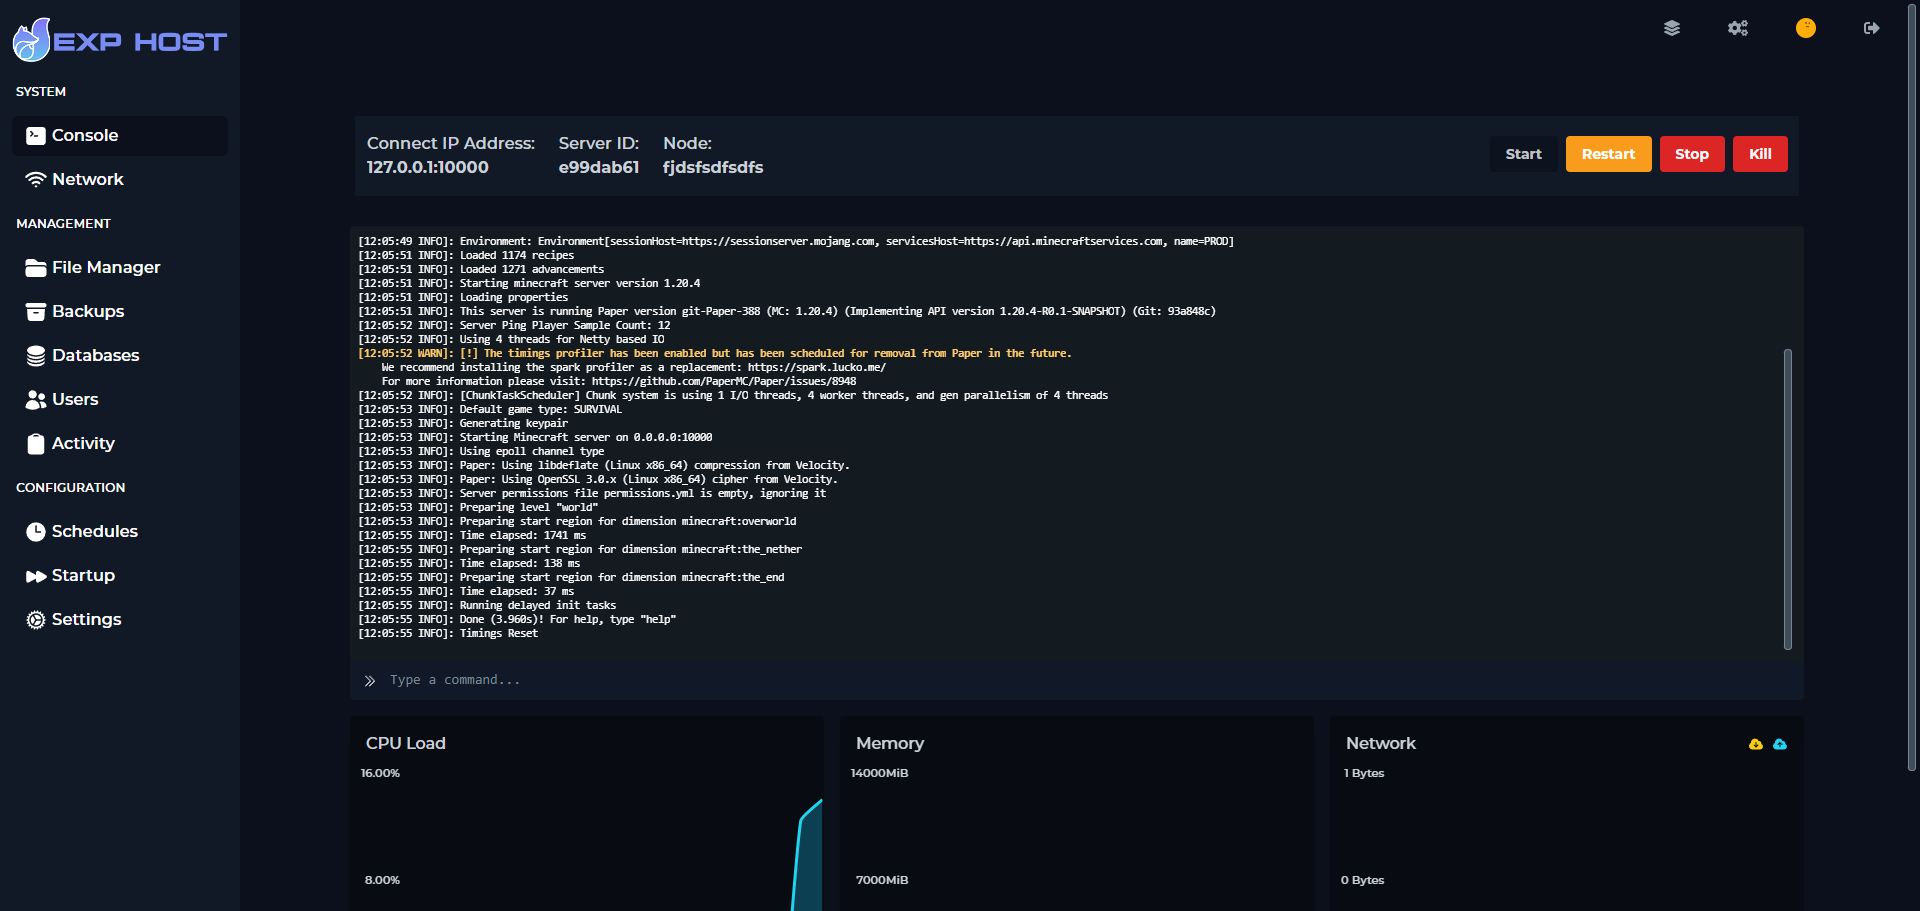 EXP HOST
SYSTEM
Console
Network
MANAGEMENT
File Manager
Backups
Databases
Users
Activity
CONFIGURATION
Schedules
Startup
Settings
Connect IP Address:
127.0.0.1:10000
Server ID:
e99dab61
Node:
fjdsfsdfsdfs
Start
Restart
Stop
Kill
[12:05:49 INFO]: Environment: Environment[sessionHost=https://sessionserver.mojang.com, servicesHost=https://api.minecraftservices.com, name=PROD]
[12:05:51 INFO]: Loaded 1174 recipes
[12:05:51 INFO]: Loaded 1271 advancements
[12:05:51 INFO]: Starting minecraft server version 1.20.4
[12:05:51 INFO]: Loading properties
[12:05:51 INFO]: This server is running Paper version git-Paper-388 (MC: 1.20.4) (Implementing API version 1.20.4-R0.1-SNAPSHOT) (Git: 93a848c)
[12:05:52 INFO]: Server Ping Player Sample Count: 12
[12:05:52 INFO]: Using 4 threads for Netty based IO
[12:05:52 WARN]: [!] The timings profiler has been enabled but has been scheduled for removal from Paper in the future.
We recommend installing the spark profiler as a replacement: https://spark.lucko.me/
For more information please visit: https://github.com/PaperMC/Paper/issues/8948
[12:05:52 INFO]: [ChunkTaskScheduler] Chunk system is using 1 I/O threads, 4 worker threads, and gen parallelism of 4 threads
[12:05:53 INFO]: Default game type: SURVIVAL
[12:05:53 INFO]: Generating keypair
[12:05:53 INFO]: Starting Minecraft server on 0.0.0.0:10000
[12:05:53 INFO]: Using epoll channel type
[12:05:53 INFO]: Paper: Using libdeflate (Linux x86_64) compression from Velocity.
[12:05:53 INFO]: Paper: Using OpenSSL 3.0.x (Linux x86_64) cipher from Velocity.
[12:05:53 INFO]: Server permissions file permissions.yml is empty, ignoring it
[12:05:53 INFO]: Preparing level "world"
[12:05:53 INFO]: Preparing start region for dimension minecraft:overworld
[12:05:55 INFO]: Time elapsed: 1741 ms
[12:05:55 INFO]: Preparing start region for dimension minecraft:the_nether
[12:05:55 INFO]: Time elapsed: 138 ms
[12:05:55 INFO]: Preparing start region for dimension minecraft:the_end
[12:05:55 INFO]: Time elapsed: 37 ms
[12:05:55 INFO]: Running delayed init tasks
[12:05:55 INFO]: Done (3.960s)! For help, type "help"
[12:05:55 INFO]: Timings Reset
Type a command...
CPU Load
16.00%
8.00%
Memory
14000MiB
7000MiB
Network
1 Bytes
0 Bytes